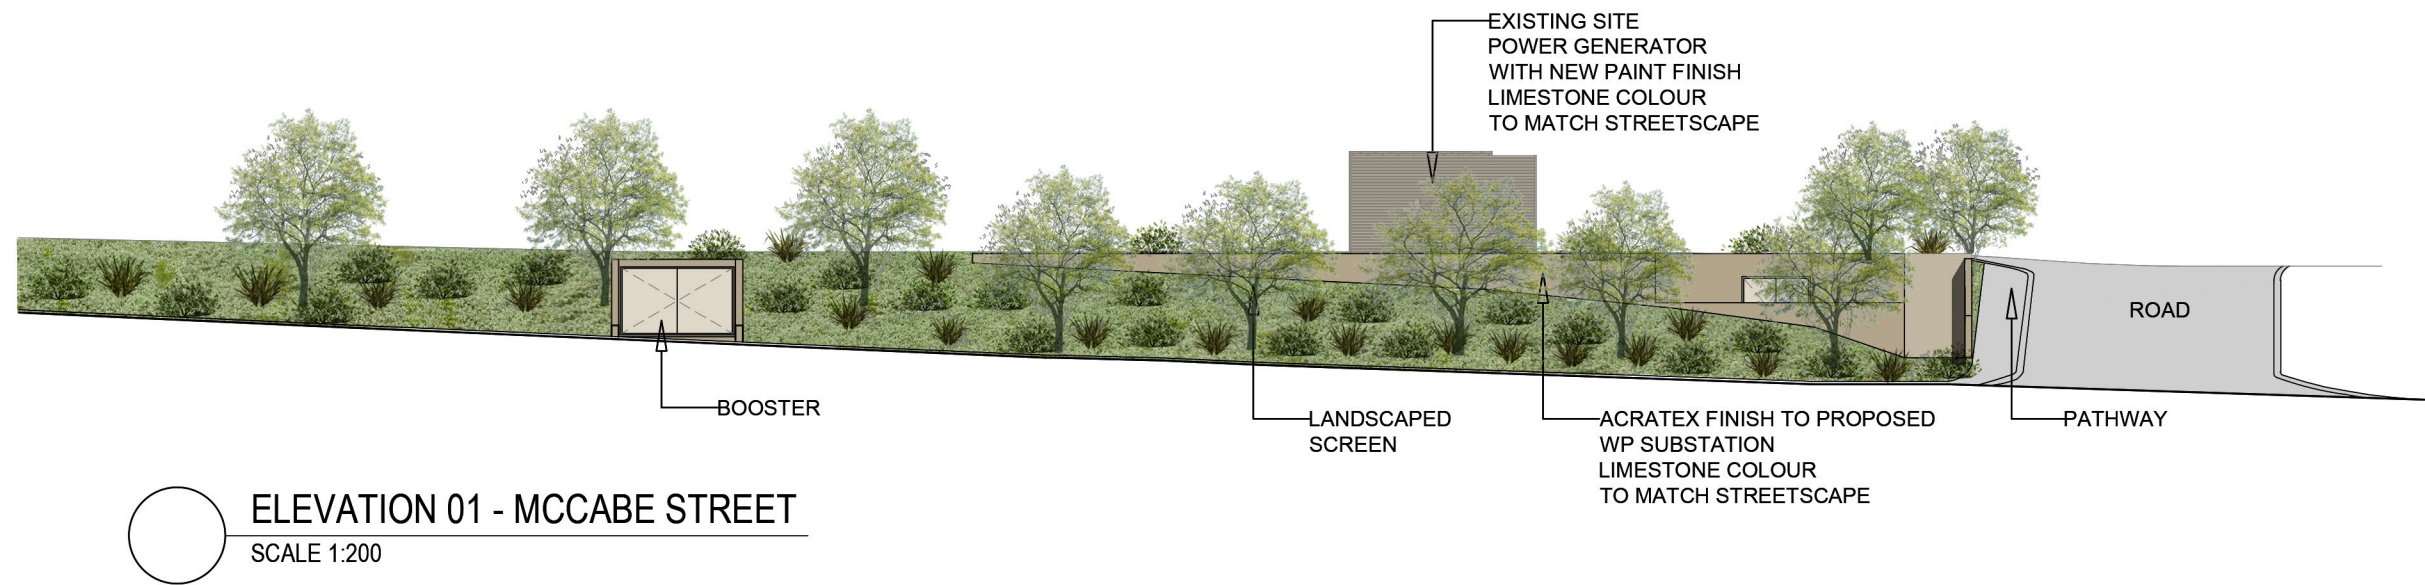 EXISTING SITE
POWER GENERATOR
WITH NEW PAINT FINISH
LIMESTONE COLOUR
TO MATCH STREETSCAPE
ROAD
BOOSTER
LANDSCAPED
SCREEN
ACRATEX FINISH TO PROPOSED
WP SUBSTATION
LIMESTONE COLOUR
TO MATCH STREETSCAPE
PATHWAY
ELEVATION 01 - MCCABE STREET
SCALE 1:200